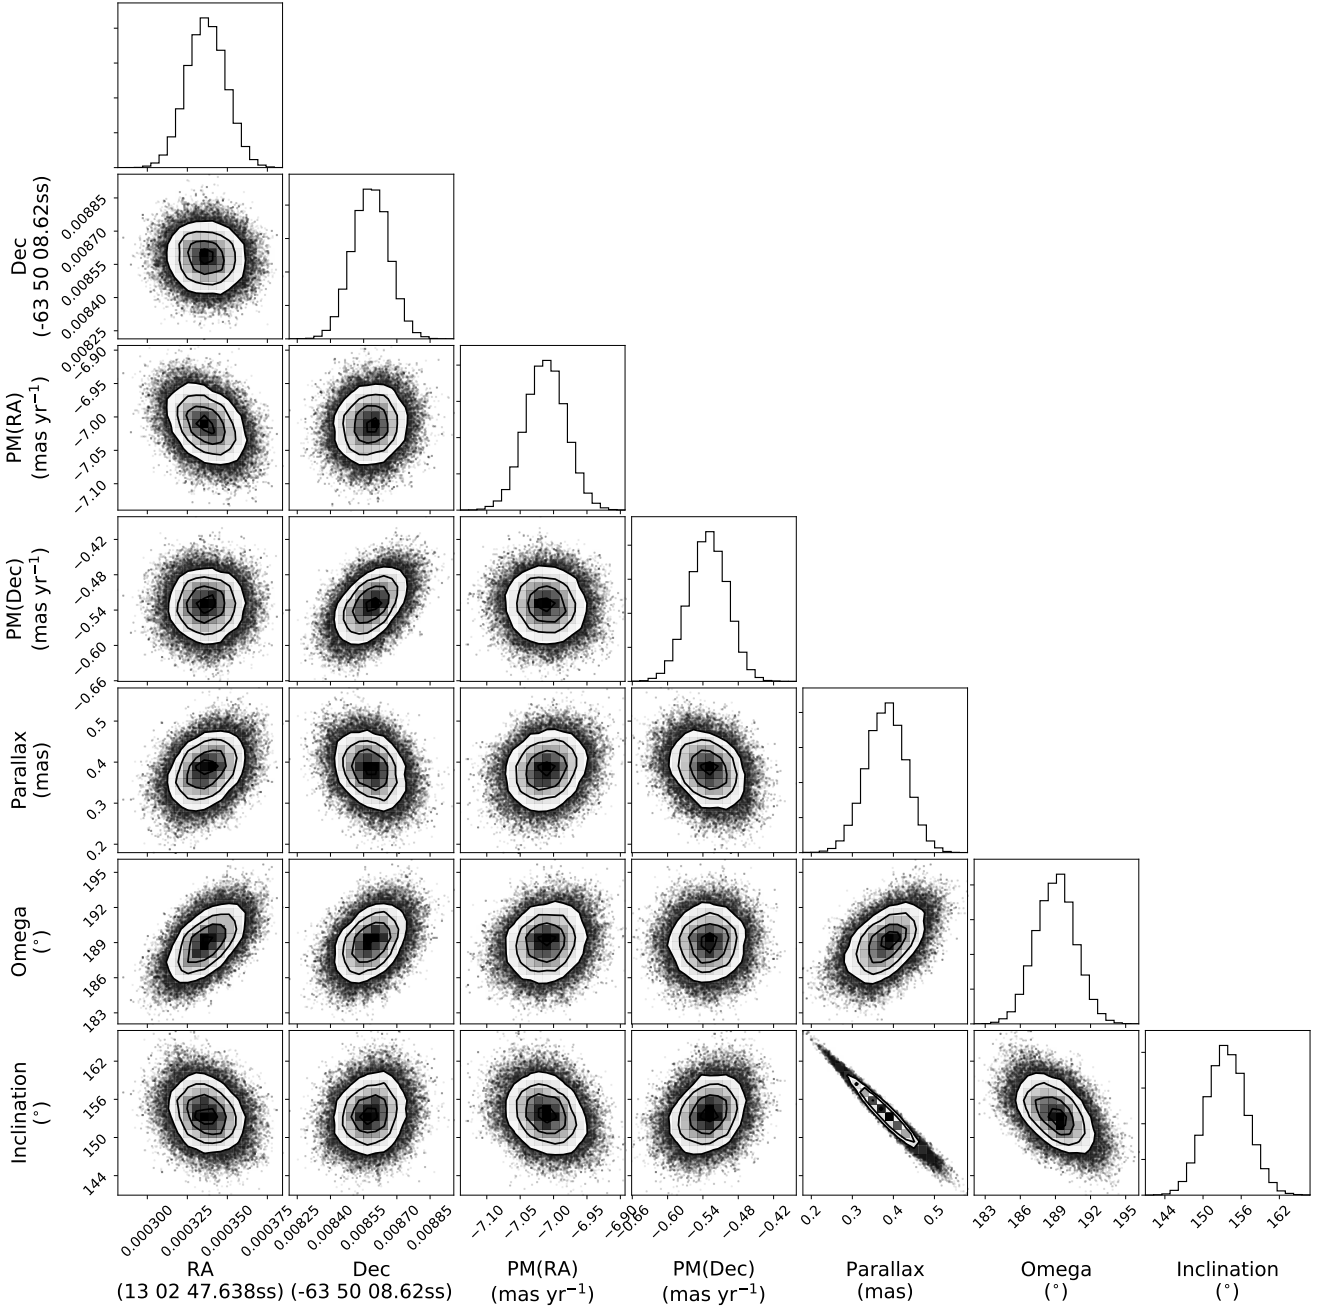 Dec
(-63 50 08.62ss)
0.00885
0.00870
0.00855
0.00840
0.00825
PM(RA)
(mas yr−1)
−6.90
−6.95
−7.00
−7.05
−7.10
PM(Dec)
(mas yr−1)
−0.42
−0.48
−0.54
−0.60
−0.66
Parallax
(mas)
0.5
0.4
0.3
0.2
Omega
(°)
195
192
189
186
183
Inclination
(°)
162
156
150
144
0.000300 0.000325 0.000350 0.000375 0.00825 0.00840 0.00855 0.00870 0.00885 −7.10 −7.05 −7.00 −6.95 −6.90 −0.66 −0.60 −0.54 −0.48 −0.42 0.2 0.3 0.4 0.5 183 186 189 192 195 144 150 156 162
RA Dec PM(RA) PM(Dec) Parallax Omega Inclination
(13 02 47.638ss) (-63 50 08.62ss) (mas yr−1) (mas yr−1) (mas) (°) (°)